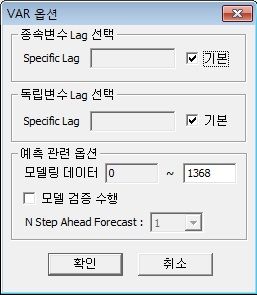 VAR 옵션
종속변수 Lag 선택
Specific Lag 기본
독립변수 Lag 선택
Specific Lag 기본
예측 관련 옵션
모델링 데이터 0 ~ 1368
모델 검증 수행
N Step Ahead Forecast : 1
확인 취소